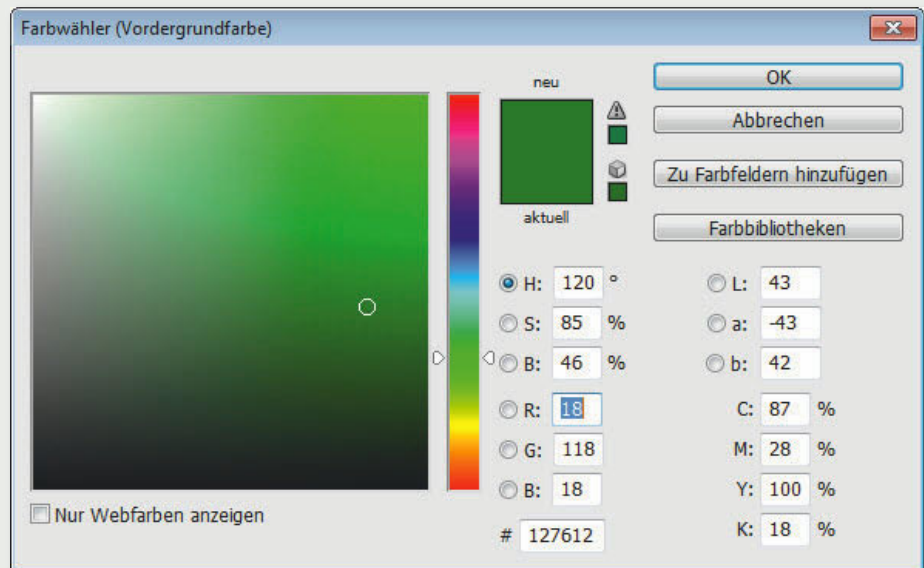 Farbwähler (Vordergrundfarbe)
neu
aktuell
OK
Abbrechen
Zu Farbfeldern hinzufügen
Farbbibliotheken
H: 120 °
S: 85 %
B: 46 %
R: 18
G: 118
B: 18
# 127612
L: 43
a: -43
b: 42
C: 87 %
M: 28 %
Y: 100 %
K: 18 %
Nur Webfarben anzeigen